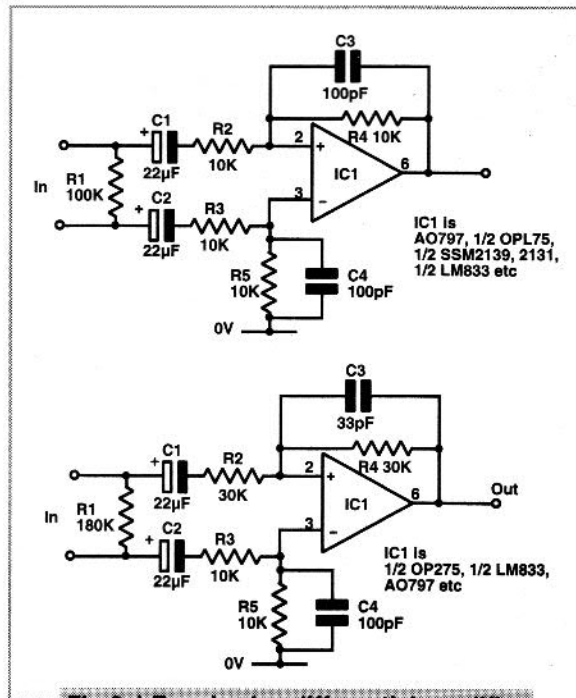 C3
100pF
C1
+
R2
R4 10K
22µF
10K
2
+
6
IC1
In
R1
100K
C2
R3
3
−
22µF
10K
IC1 is
AO797, 1/2 OPL75,
1/2 SSM2139, 2131,
1/2 LM833 etc
R5
10K
C4
100pF
0V
C3
33pF
C1
+
R2
R4 30K
22µF
30K
2
+
6
Out
IC1
In
R1
180K
C2
R3
3
−
22µF
10K
IC1 is
1/2 OP275, 1/2 LM833,
AO797 etc
R5
10K
C4
100pF
0V